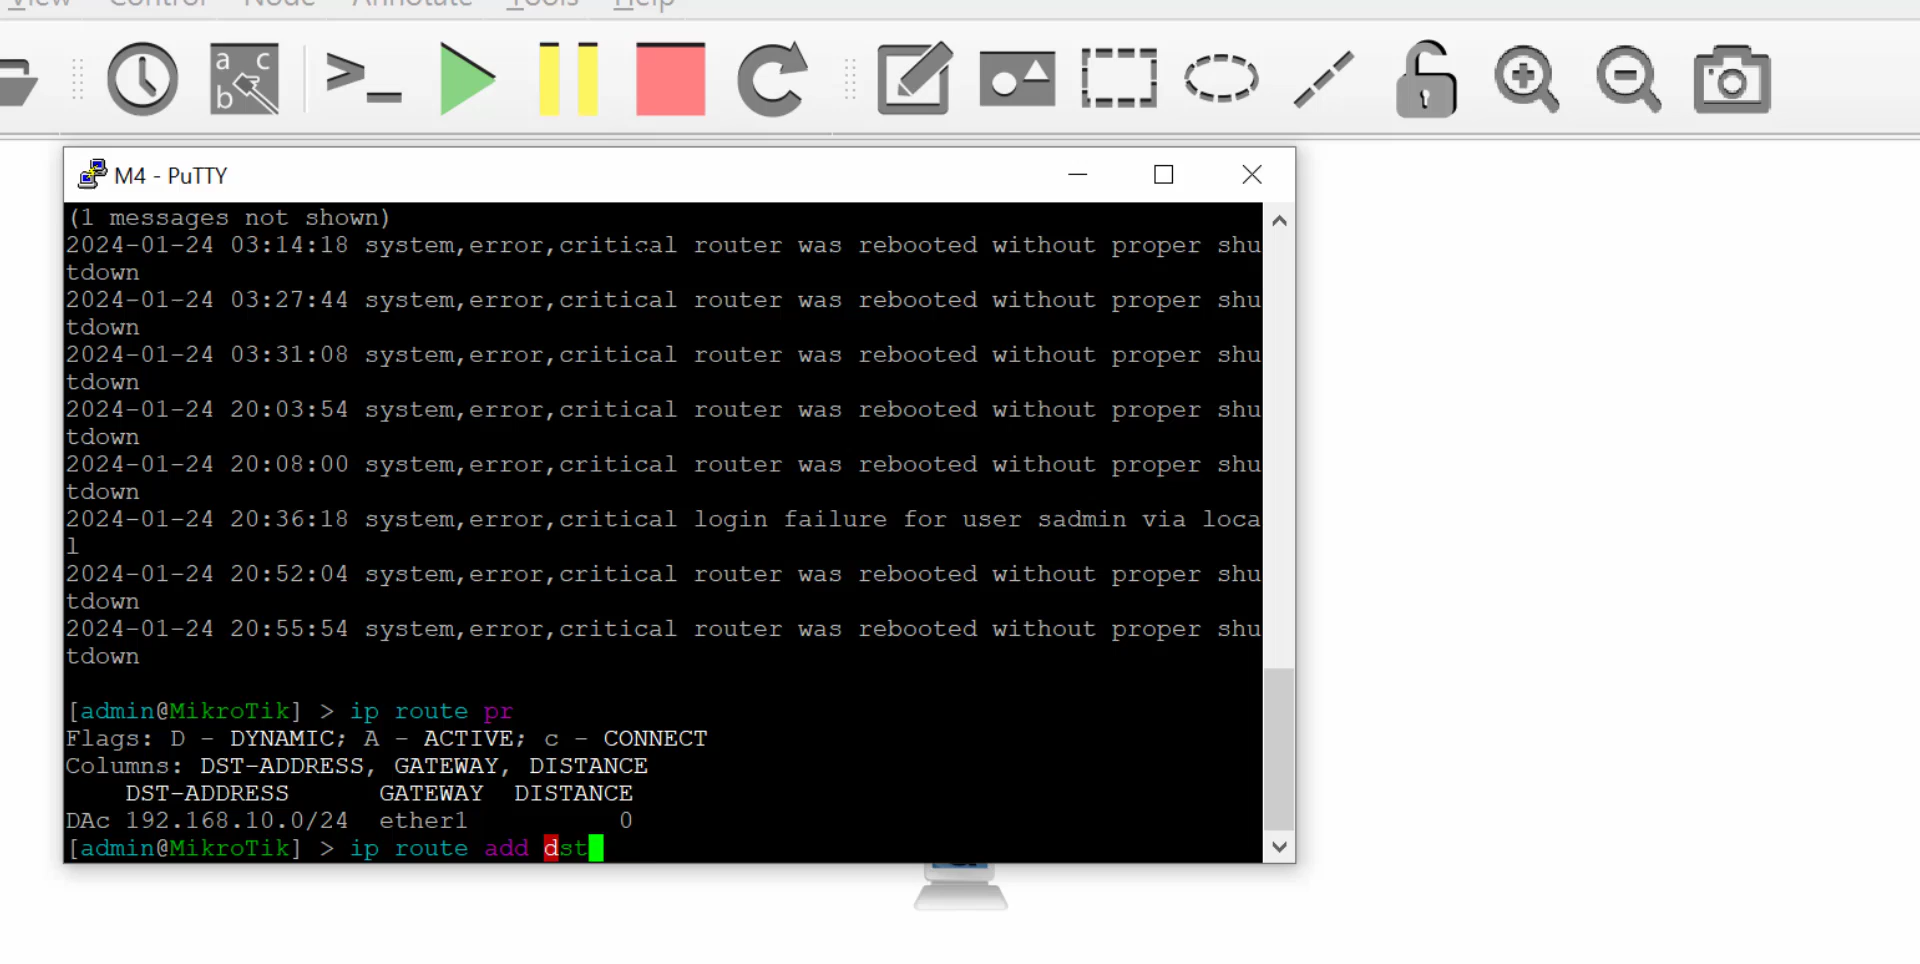 View Control Node Annotate Tools Help
a c
b
M4 - PuTTY
(1 messages not shown)
2024-01-24 03:14:18 system,error,critical router was rebooted without proper shu
tdown
2024-01-24 03:27:44 system,error,critical router was rebooted without proper shu
tdown
2024-01-24 03:31:08 system,error,critical router was rebooted without proper shu
tdown
2024-01-24 20:03:54 system,error,critical router was rebooted without proper shu
tdown
2024-01-24 20:08:00 system,error,critical router was rebooted without proper shu
tdown
2024-01-24 20:36:18 system,error,critical login failure for user sadmin via loca
l
2024-01-24 20:52:04 system,error,critical router was rebooted without proper shu
tdown
2024-01-24 20:55:54 system,error,critical router was rebooted without proper shu
tdown
[admin@MikroTik] > ip route pr
Flags: D - DYNAMIC; A - ACTIVE; c - CONNECT
Columns: DST-ADDRESS, GATEWAY, DISTANCE
DST-ADDRESS GATEWAY DISTANCE
DAc 192.168.10.0/24 ether1 0
[admin@MikroTik] > ip route add dst